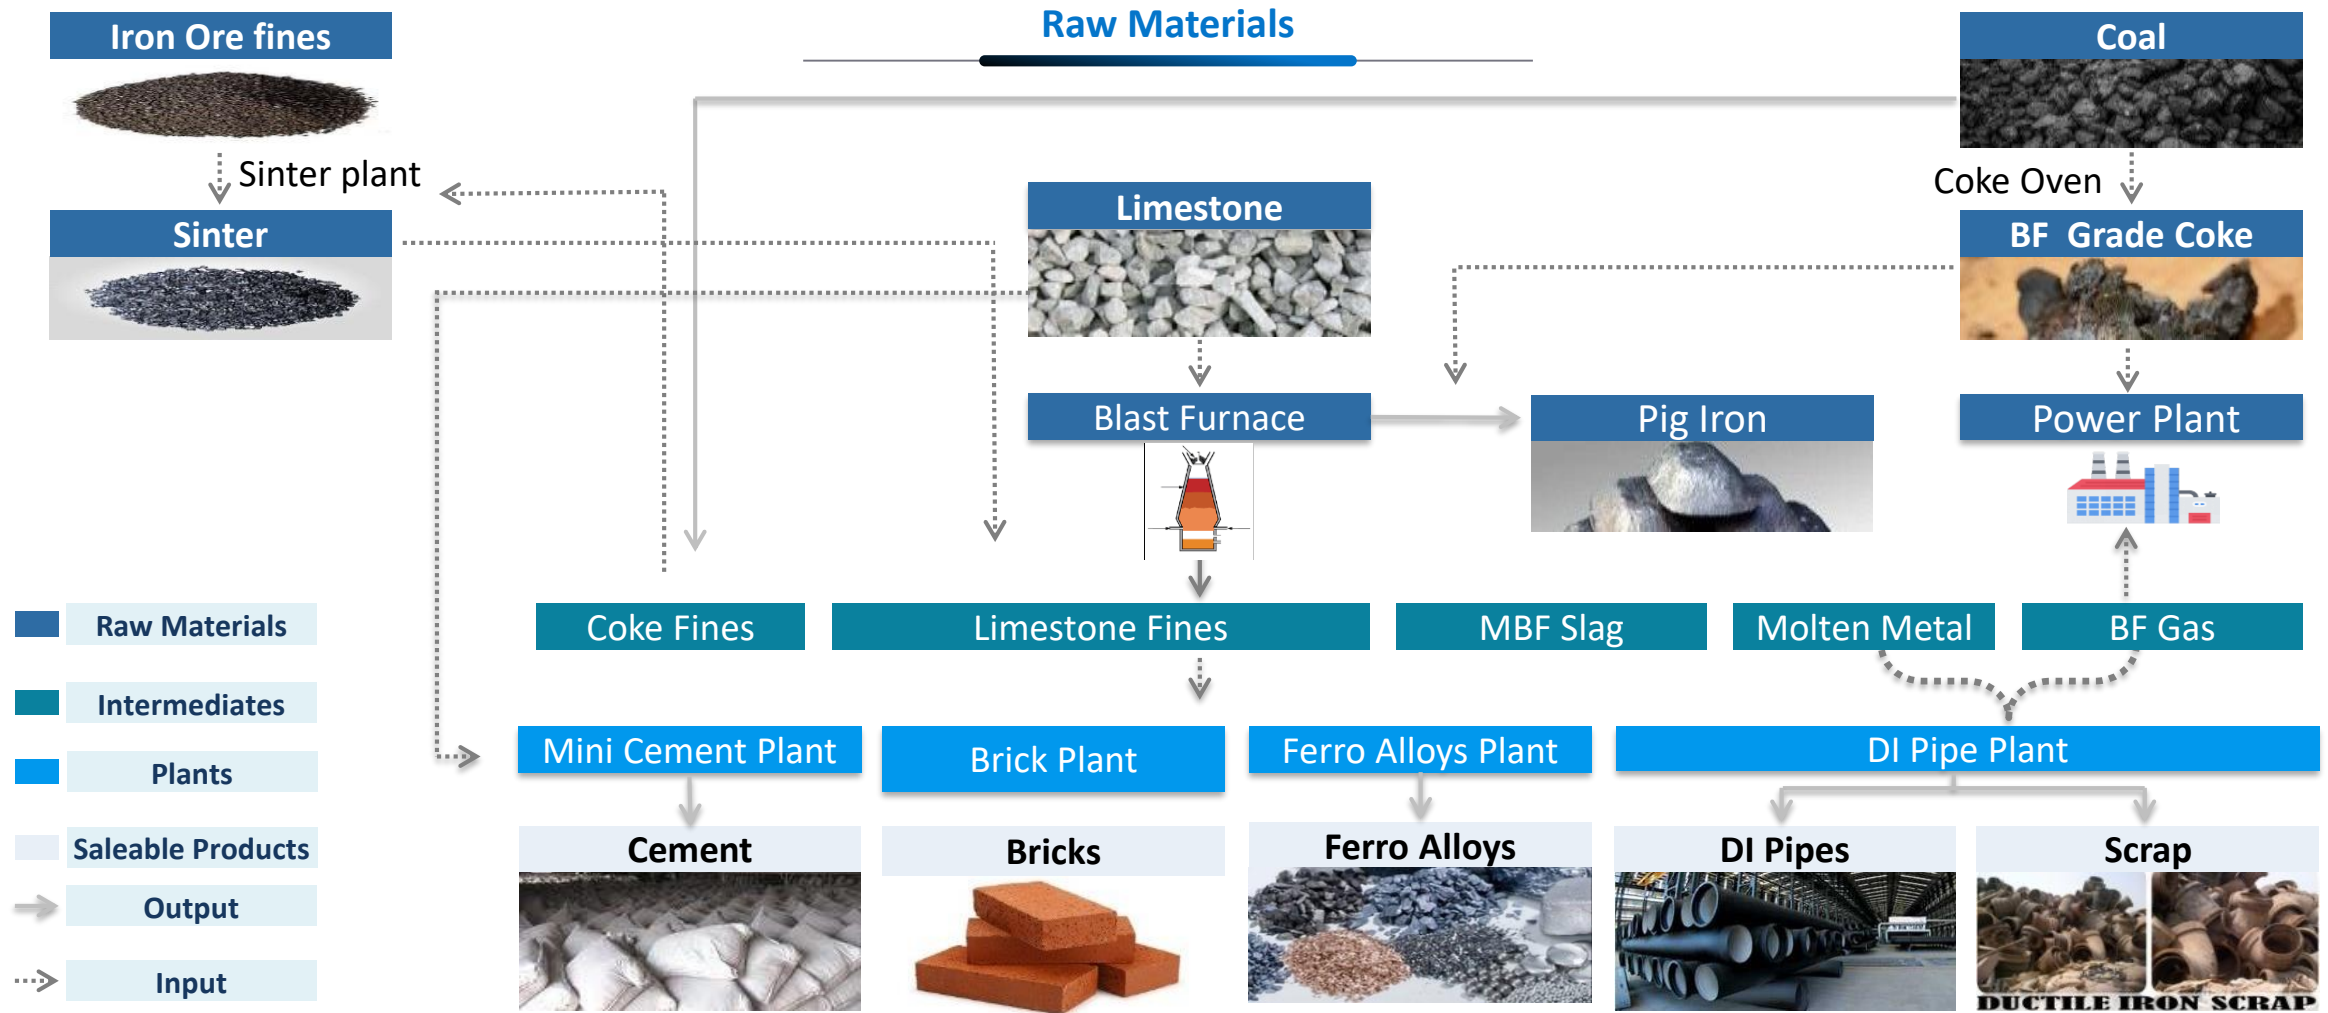 Raw Materials
Iron Ore fines
Coal
Sinter plant
Coke Oven
Limestone
Sinter
BF Grade Coke
Blast Furnace
Pig Iron
Power Plant
Raw Materials
Coke Fines
Limestone Fines
MBF Slag
Molten Metal
BF Gas
Intermediates
Plants
Mini Cement Plant
Brick Plant
Ferro Alloys Plant
DI Pipe Plant
Saleable Products
Cement
Bricks
Ferro Alloys
DI Pipes
Scrap
Output
Input
DUCTILE IRON SCRAP